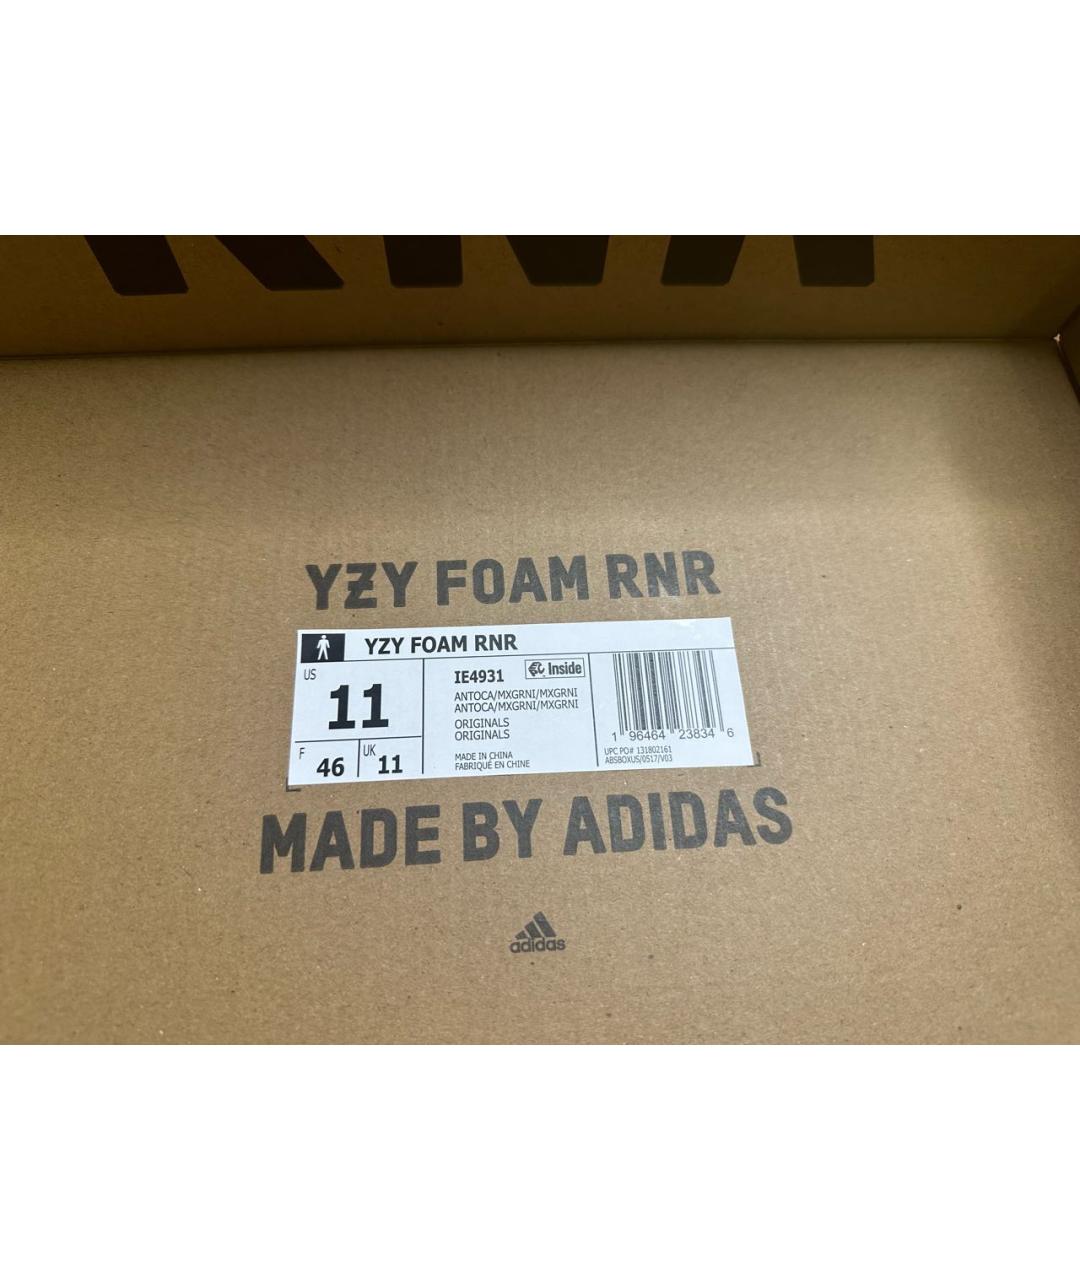 YZY FOAM RNR
YZY FOAM RNR
US
11
F
46
UK
11
IE4931
Inside
ANTOCA/MXGRNI/MXGRNI
ANTOCA/MXGRNI/MXGRNI
ORIGINALS
ORIGINALS
MADE IN CHINA
FABRIQUÉ EN CHINE
1 96464 23834 6
UPC PO# 131802161
ABSBOXUS/0517/V03
MADE BY ADIDAS
adidas